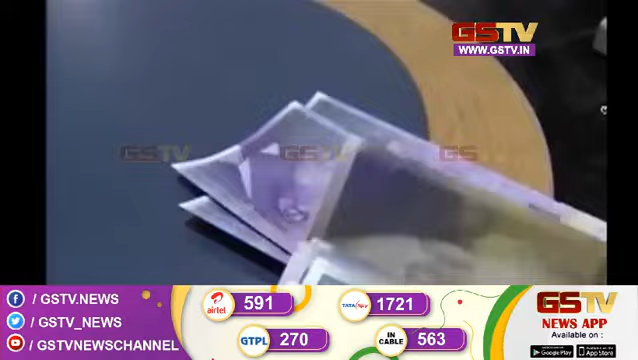 GSTV
WWW.GSTV.IN
GSTV GSTV GSTV
/ GSTV.NEWS
/ GSTV_NEWS
/ GSTVNEWSCHANNEL
airtel 591
TATA Sky 1721
GTPL 270
IN CABLE 563
GSTV
NEWS APP
Available on :
Google Play
App Store